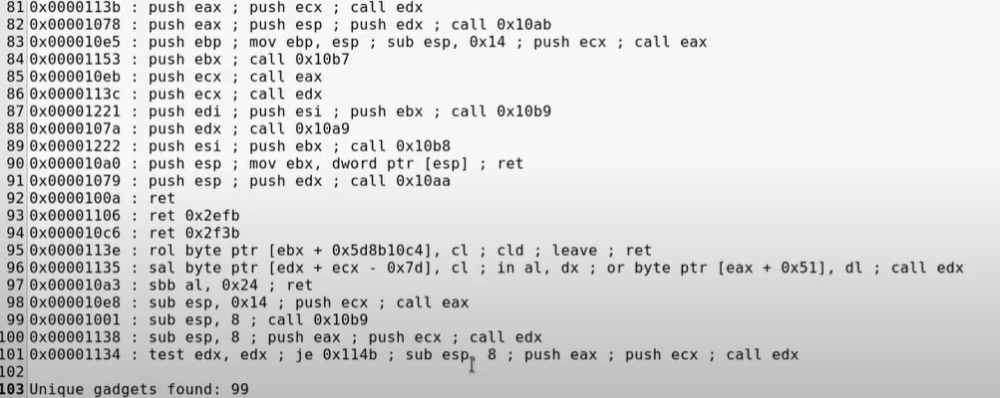 81 0x0000113b : push eax ; push ecx ; call edx
82 0x00001078 : push eax ; push esp ; push edx ; call 0x10ab
83 0x000010e5 : push ebp ; mov ebp, esp ; sub esp, 0x14 ; push ecx ; call eax
84 0x00001153 : push ebx ; call 0x10b7
85 0x000010eb : push ecx ; call eax
86 0x0000113c : push ecx ; call edx
87 0x00001221 : push edi ; push esi ; push ebx ; call 0x10b9
88 0x0000107a : push edx ; call 0x10a9
89 0x00001222 : push esi ; push ebx ; call 0x10b8
90 0x000010a0 : push esp ; mov ebx, dword ptr [esp] ; ret
91 0x00001079 : push esp ; push edx ; call 0x10aa
92 0x0000100a : ret
93 0x00001106 : ret 0x2efb
94 0x000010c6 : ret 0x2f3b
95 0x0000113e : rol byte ptr [ebx + 0x5d8b10c4], cl ; cld ; leave ; ret
96 0x00001135 : sal byte ptr [edx + ecx - 0x7d], cl ; in al, dx ; or byte ptr [eax + 0x51], dl ; call edx
97 0x000010a3 : sbb al, 0x24 ; ret
98 0x000010e8 : sub esp, 0x14 ; push ecx ; call eax
99 0x00001001 : sub esp, 8 ; call 0x10b9
100 0x00001138 : sub esp, 8 ; push eax ; push ecx ; call edx
101 0x00001134 : test edx, edx ; je 0x114b ; sub esp, 8 ; push eax ; push ecx ; call edx
102
103 Unique gadgets found: 99